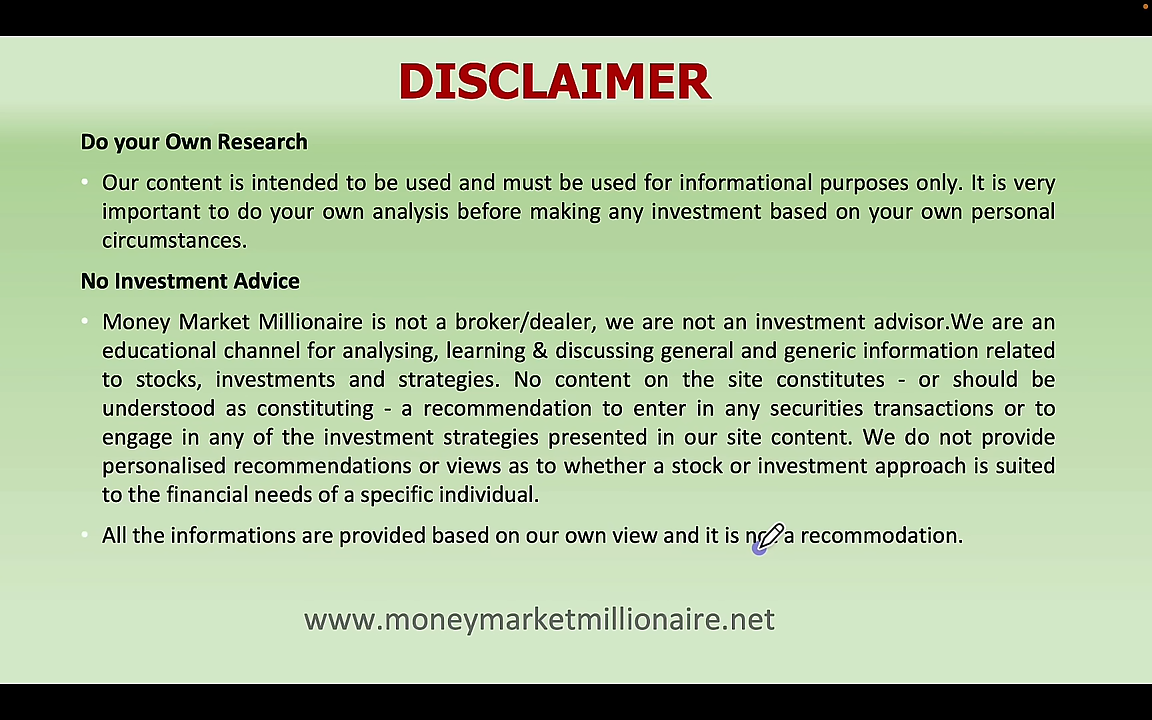 DISCLAIMER
Do your Own Research
• Our content is intended to be used and must be used for informational purposes only. It is very
important to do your own analysis before making any investment based on your own personal
circumstances.
No Investment Advice
• Money Market Millionaire is not a broker/dealer, we are not an investment advisor.We are an
educational channel for analysing, learning & discussing general and generic information related
to stocks, investments and strategies. No content on the site constitutes - or should be
understood as constituting - a recommendation to enter in any securities transactions or to
engage in any of the investment strategies presented in our site content. We do not provide
personalised recommendations or views as to whether a stock or investment approach is suited
to the financial needs of a specific individual.
• All the informations are provided based on our own view and it is not a recommodation.
www.moneymarketmillionaire.net